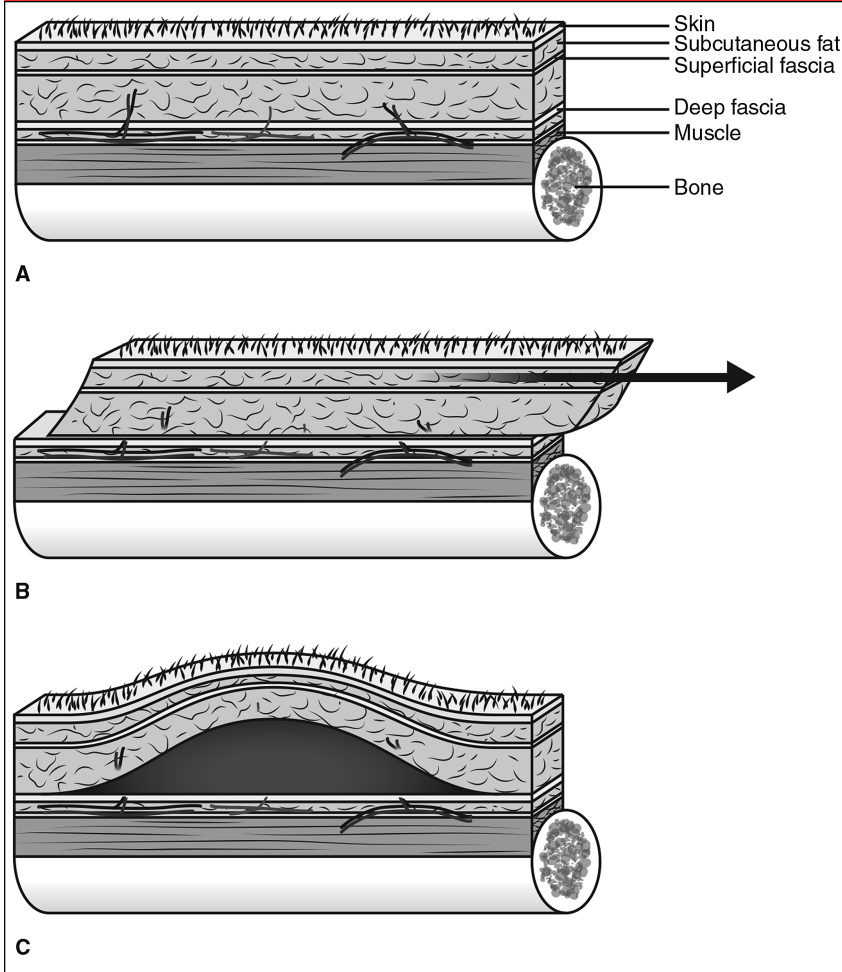 Skin
Subcutaneous fat
Superficial fascia
Deep fascia
Muscle
Bone
A
B
C